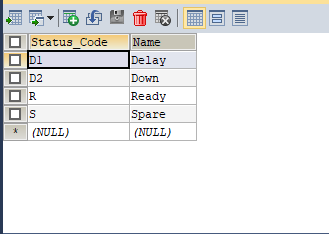 Status_Code Name
D1 Delay
D2 Down
R Ready
S Spare
* (NULL) (NULL)